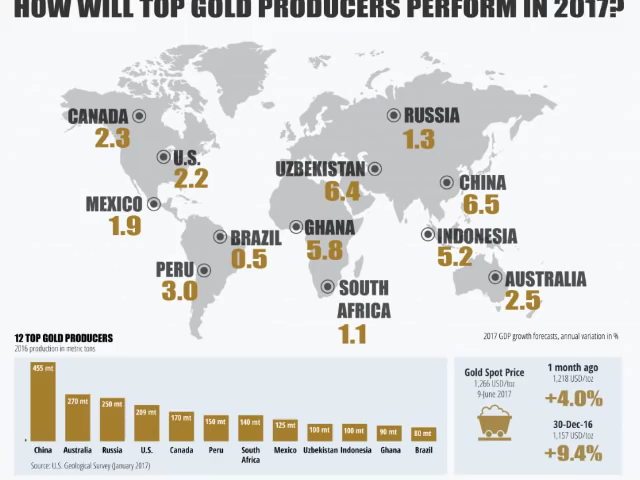 HOW WILL TOP GOLD PRODUCERS PERFORM IN 2017?
CANADA
2.3
RUSSIA
1.3
U.S.
2.2
UZBEKISTAN
6.4
CHINA
6.5
MEXICO
1.9
GHANA
5.8
BRAZIL
0.5
INDONESIA
5.2
PERU
3.0
SOUTH
AFRICA
1.1
AUSTRALIA
2.5
12 TOP GOLD PRODUCERS
2016 production in metric tons
2017 GDP growth forecasts, annual variation in %
455 mt
270 mt
250 mt
209 mt
170 mt
150 mt
140 mt
125 mt
100 mt
100 mt
90 mt
80 mt
China
Australia
Russia
U.S.
Canada
Peru
South
Africa
Mexico
Uzbekistan
Indonesia
Ghana
Brazil
Source: U.S. Geological Survey (January 2017)
Gold Spot Price
1,266 USD/toz
9-June 2017
1 month ago
1,218 USD/toz
+4.0%
30-Dec-16
1,157 USD/toz
+9.4%